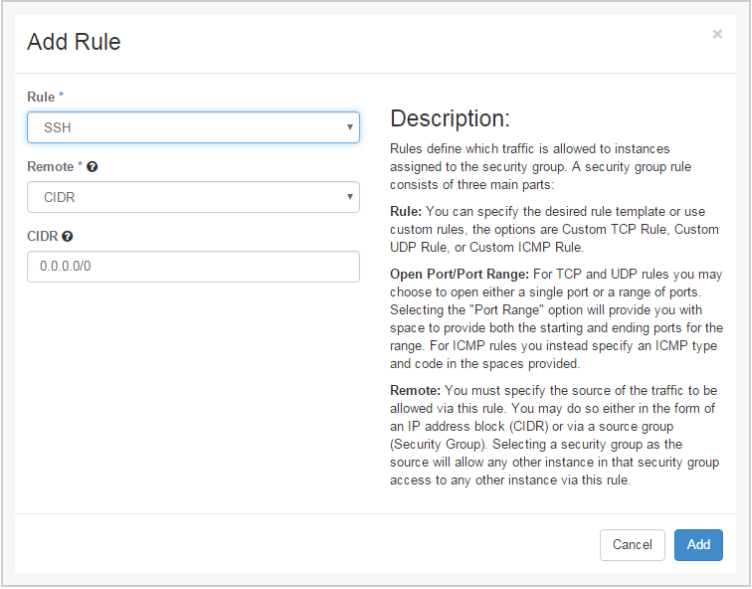 Add Rule
×
Rule *
SSH
Remote * ?
CIDR
CIDR ?
0.0.0.0/0
Description:
Rules define which traffic is allowed to instances
assigned to the security group. A security group rule
consists of three main parts:
Rule: You can specify the desired rule template or use
custom rules, the options are Custom TCP Rule, Custom
UDP Rule, or Custom ICMP Rule.
Open Port/Port Range: For TCP and UDP rules you may
choose to open either a single port or a range of ports.
Selecting the "Port Range" option will provide you with
space to provide both the starting and ending ports for the
range. For ICMP rules you instead specify an ICMP type
and code in the spaces provided.
Remote: You must specify the source of the traffic to be
allowed via this rule. You may do so either in the form of
an IP address block (CIDR) or via a source group
(Security Group). Selecting a security group as the
source will allow any other instance in that security group
access to any other instance via this rule.
Cancel
Add